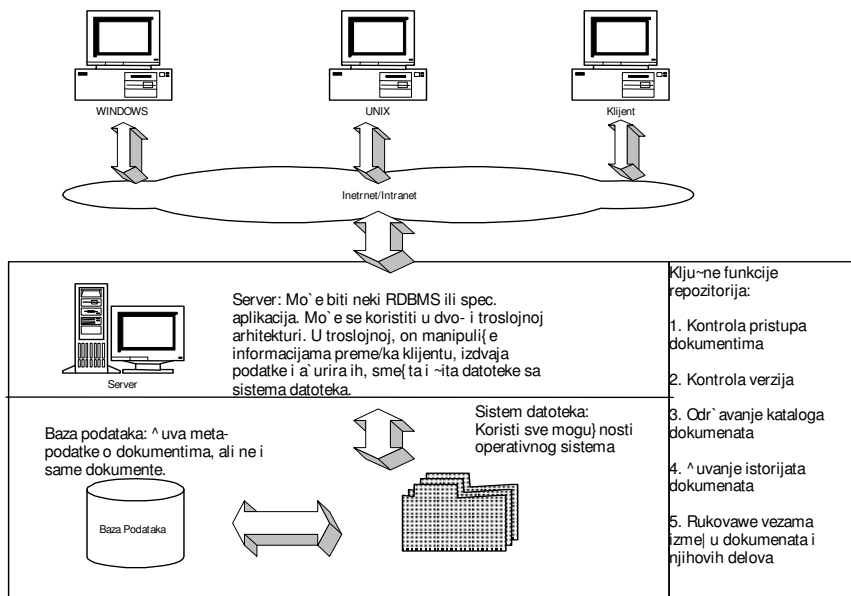 WINDOWS
UNIX
Klijent
Inetrnet/Intranet
Server: Mo`e biti neki RDBMS ili spec.
aplikacija. Mo`e se koristiti u dvo- i troslojnoj
arhitekturi. U troslojnoj, on manipuli{e
informacijama preme/ka klijentu, izdvaja
podatke i a`urira ih, sme{ta i ~ita datoteke sa
sistema datoteka.
Server
Baza podataka: ^uva meta-
podatke o dokumentima, ali ne i
same dokumente.
Baza Podataka
Sistem datoteka:
Koristi sve mogu}nosti
operativnog sistema
Klju~ne funkcije
repozitorija:
1. Kontrola pristupa
dokumentima
2. Kontrola verzija
3. Odr`avanje kataloga
dokumenata
4. ^uvanje istorijata
dokumenata
5. Rukovawe vezama
izme|u dokumenata i
njihovih delova